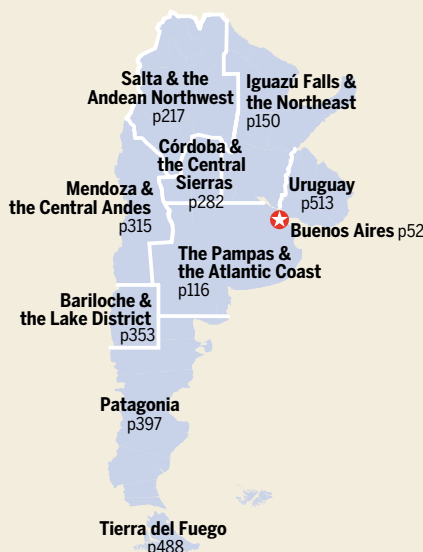 Salta & the
Andean Northwest
p217
Iguazú Falls &
the Northeast
p150
Córdoba &
the Central
Sierras
p282
Mendoza &
the Central Andes
p315
Uruguay
p513
Buenos Aires p52
The Pampas &
the Atlantic Coast
p116
Bariloche &
the Lake District
p353
Patagonia
p397
Tierra del Fuego
p488